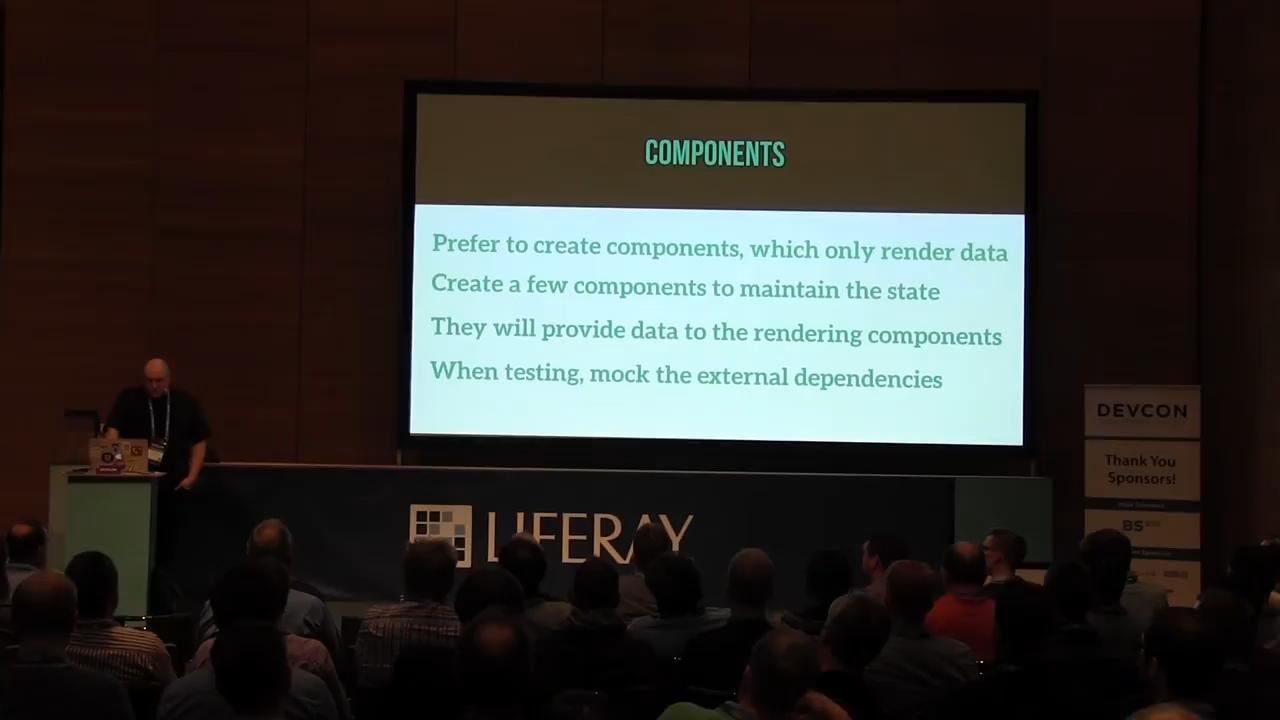 COMPONENTS
Prefer to create components, which only render data
Create a few components to maintain the state
They will provide data to the rendering components
When testing, mock the external dependencies
DEVCON
Thank You
Sponsors!
BS
LIFERAY